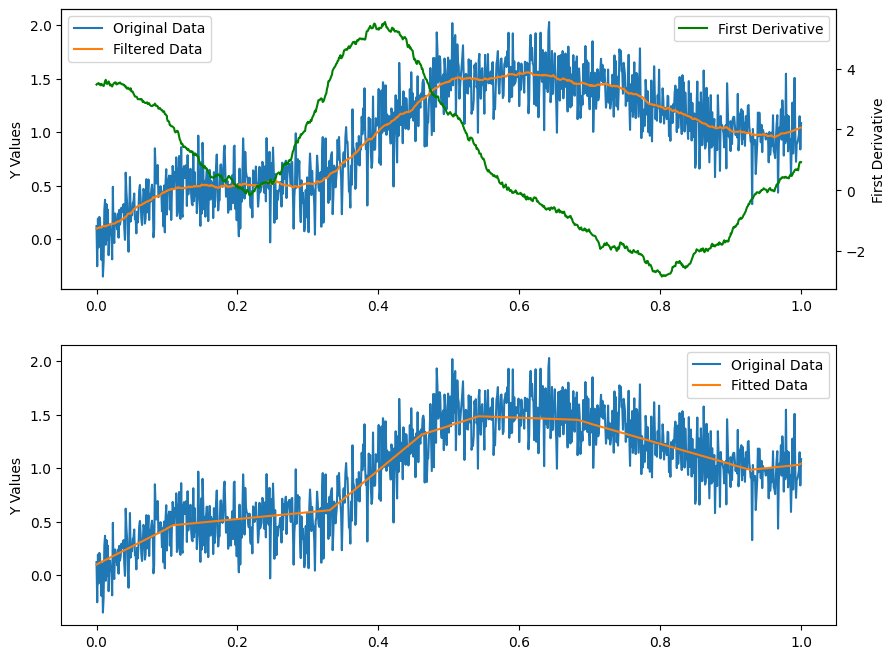 Original Data
Filtered Data
First Derivative
Y Values
2.0
1.5
1.0
0.5
0.0
4
2
0
−2
First Derivative
0.0 0.2 0.4 0.6 0.8 1.0
Original Data
Fitted Data
Y Values
2.0
1.5
1.0
0.5
0.0
0.0 0.2 0.4 0.6 0.8 1.0